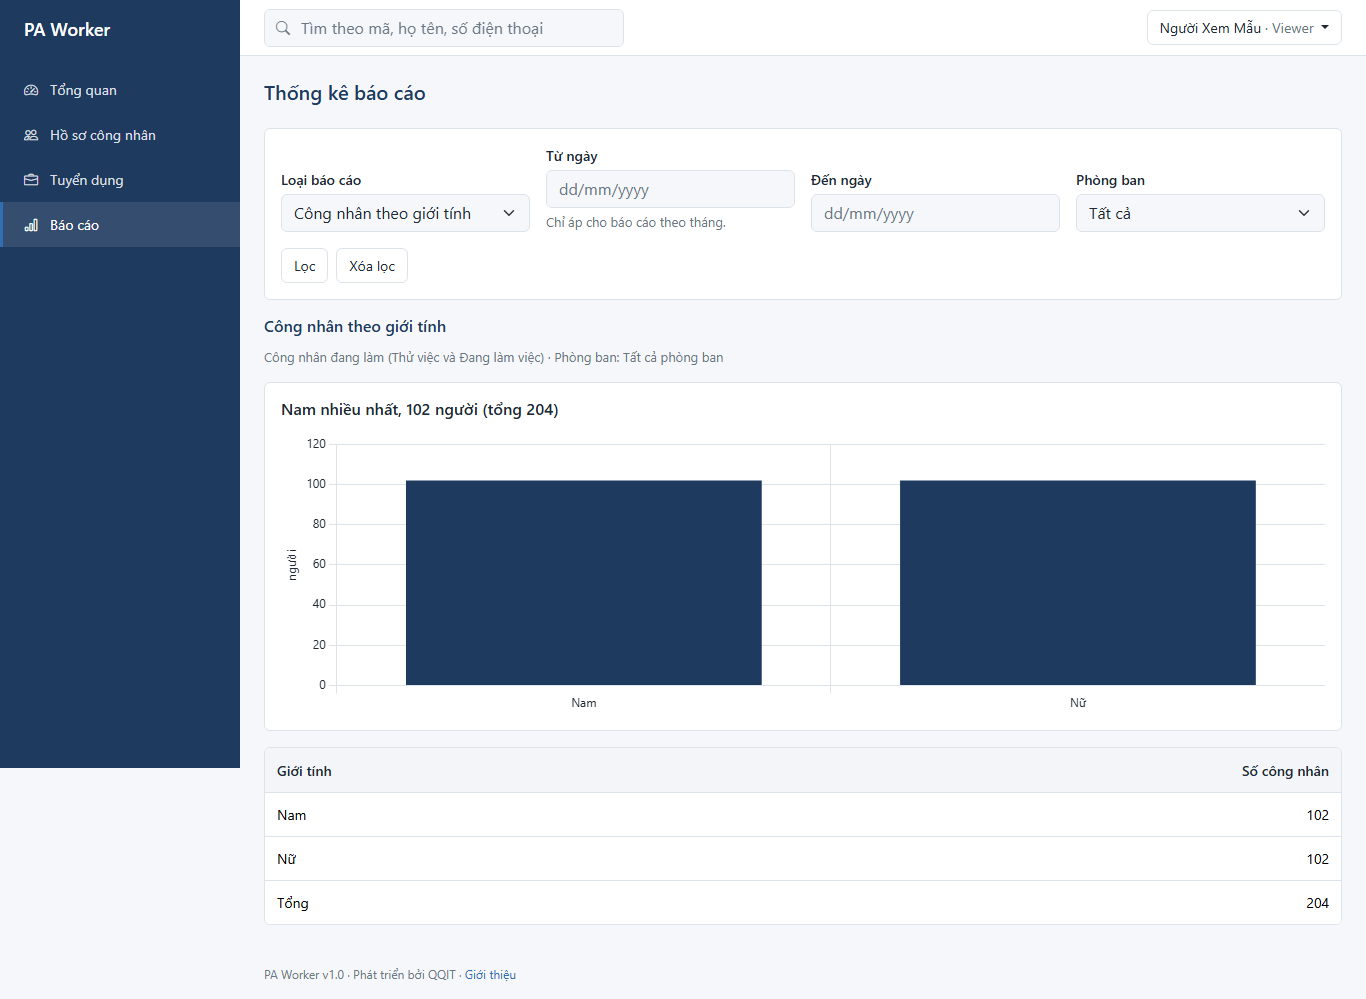 PA Worker
Tìm theo mã, họ tên, số điện thoại
Người Xem Mẫu · Viewer
Tổng quan
Hồ sơ công nhân
Tuyển dụng
Báo cáo
Thống kê báo cáo
Loại báo cáo
Công nhân theo giới tính
Từ ngày
dd/mm/yyyy
Chỉ áp cho báo cáo theo tháng.
Đến ngày
dd/mm/yyyy
Phòng ban
Tất cả
Lọc
Xóa lọc
Công nhân theo giới tính
Công nhân đang làm (Thử việc và Đang làm việc) · Phòng ban: Tất cả phòng ban
Nam nhiều nhất, 102 người (tổng 204)
người
120
100
80
60
40
20
0
Nam
Nữ
Giới tính Số công nhân
Nam 102
Nữ 102
Tổng 204
PA Worker v1.0 · Phát triển bởi QQIT · Giới thiệu